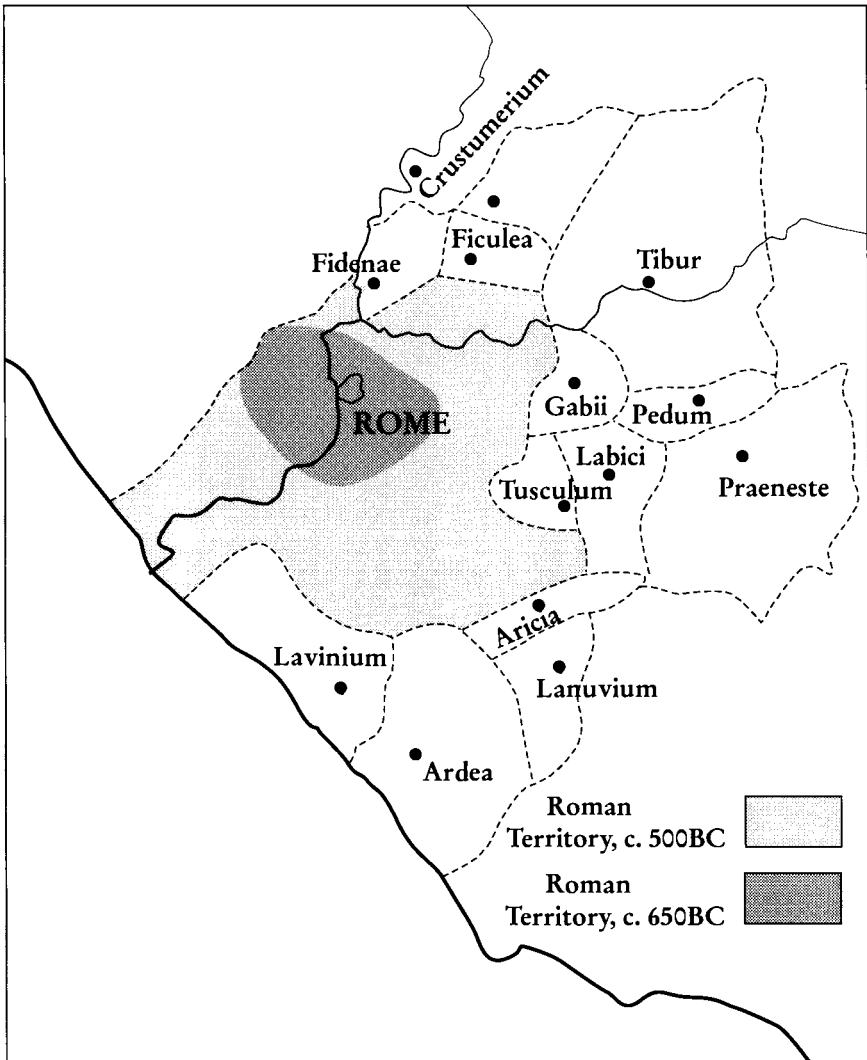 Crustumerium
Ficulea
Fidenae
Tibur
ROME
Gabii
Pedum
Labici
Tusculum
Praeneste
Aricia
Lavinium
Lanuvium
Ardea
Roman
Territory, c. 500BC
Roman
Territory, c. 650BC